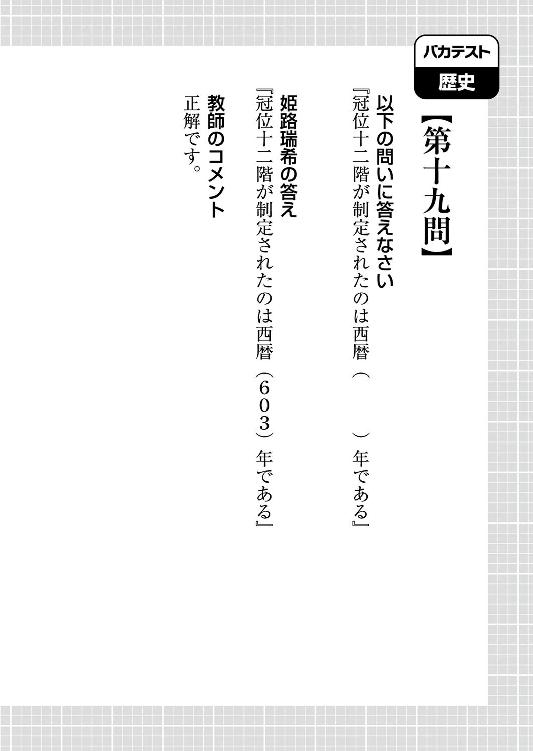 バカテスト
歴史
【第十九問】
以下の問いに答えなさい
『冠位十二階が制定されたのは西暦（　　）年である』
姫路瑞希の答え
『冠位十二階が制定されたのは西暦（603）年である』
教師のコメント
正解です。